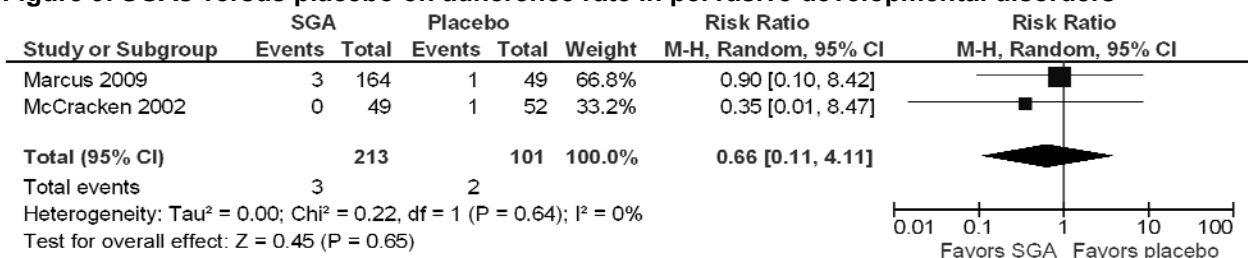 SGA Placebo Risk Ratio Risk Ratio
Study or Subgroup Events Total Events Total Weight M-H, Random, 95% CI M-H, Random, 95% CI
Marcus 2009 3 164 1 49 66.8% 0.90 [0.10, 8.42]
McCracken 2002 0 49 1 52 33.2% 0.35 [0.01, 8.47]
Total (95% CI) 213 101 100.0% 0.66 [0.11, 4.11]
Total events 3 2
Heterogeneity: Tau² = 0.00; Chi² = 0.22, df = 1 (P = 0.64); I² = 0%
Test for overall effect: Z = 0.45 (P = 0.65)
0.01 0.1 1 10 100
Favors SGA Favors placebo